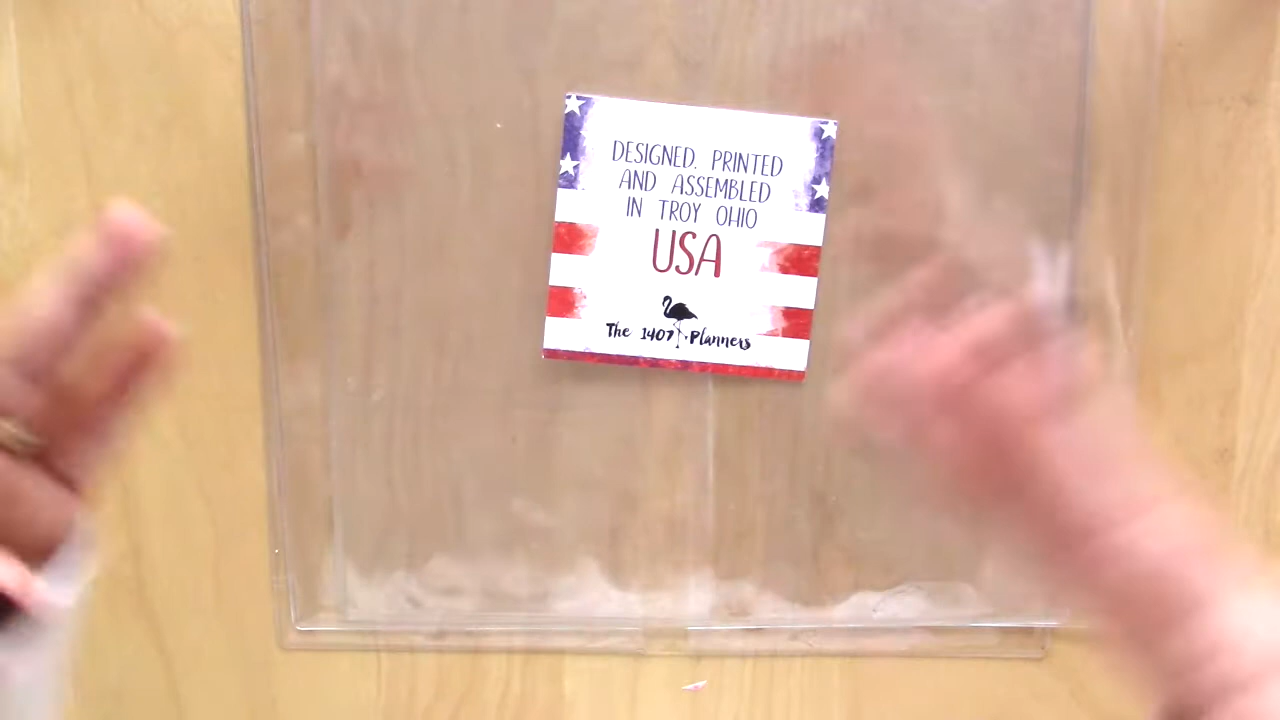 DESIGNED, PRINTED
AND ASSEMBLED
IN TROY OHIO
USA
The 1407 Planners